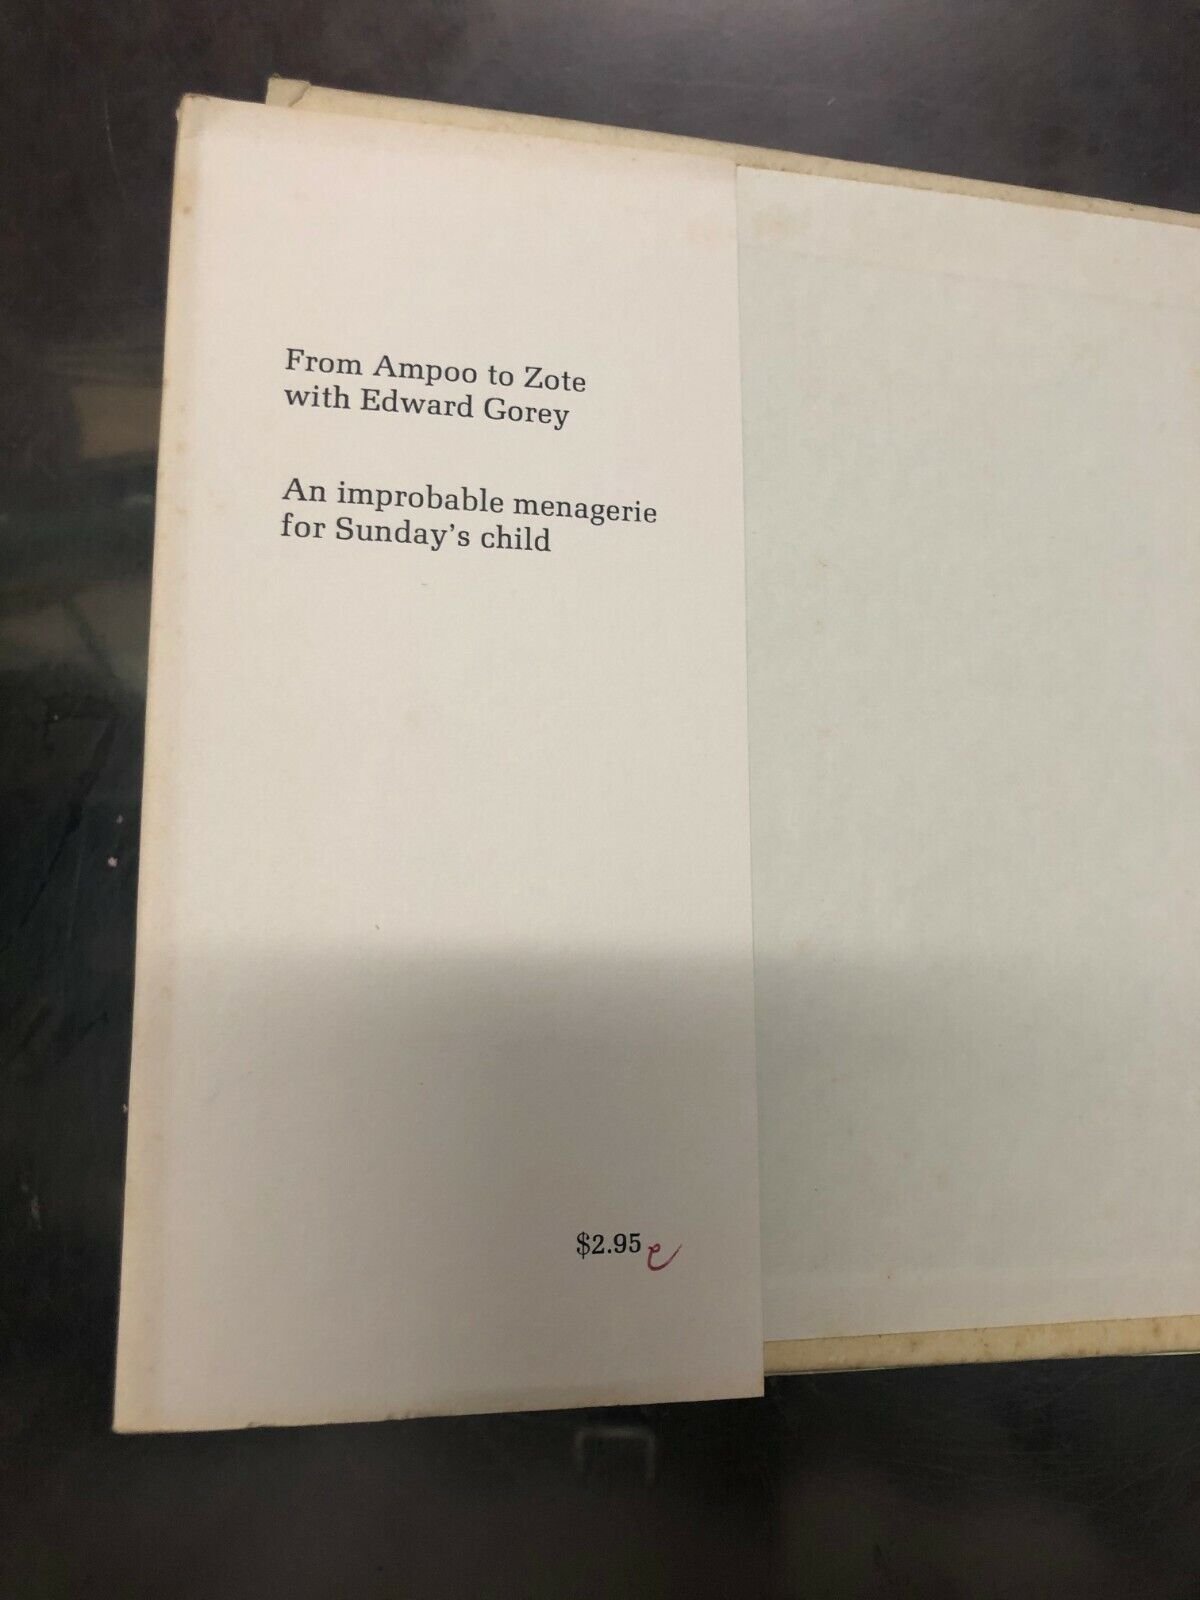 From Ampoo to Zote
with Edward Gorey
An improbable menagerie
for Sunday's child
$2.95 e